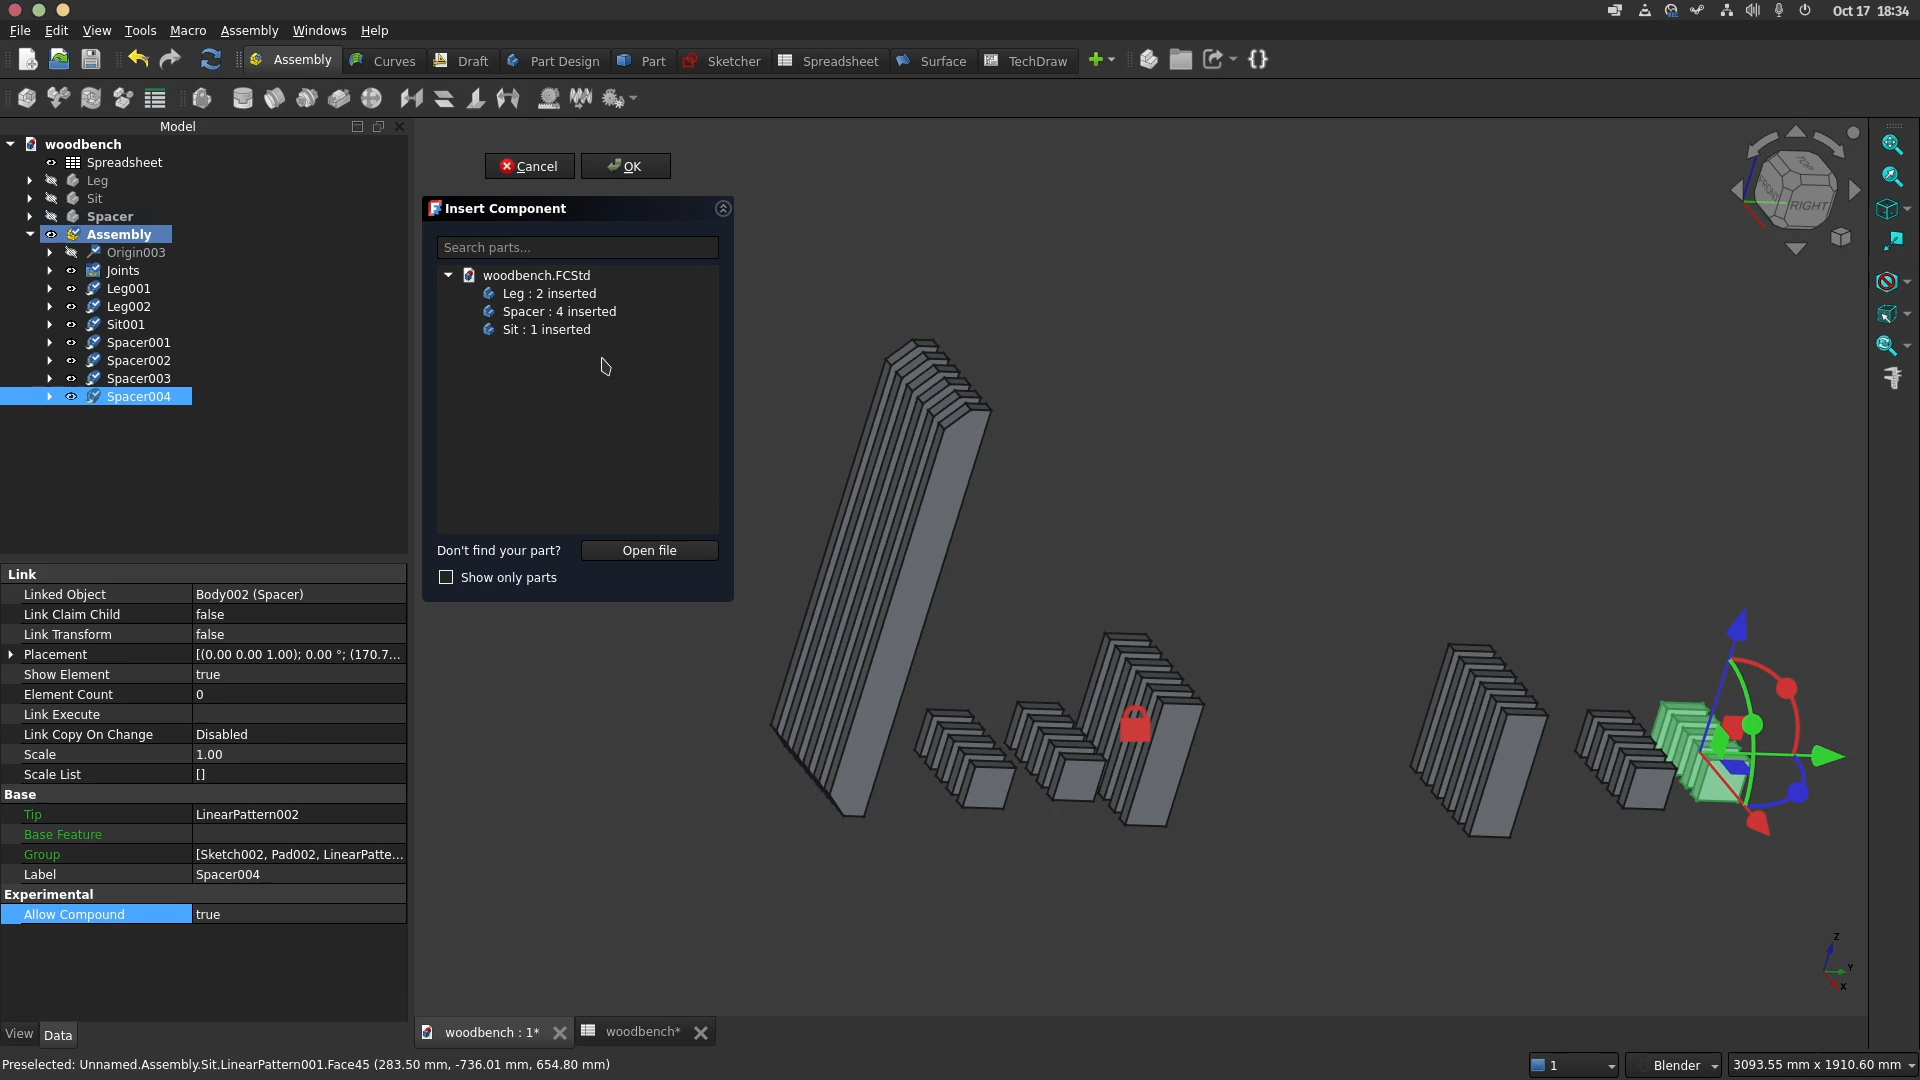 Oct 17 18:34
File Edit View Tools Macro Assembly Windows Help
Assembly Curves Draft Part Design Part Sketcher Spreadsheet Surface TechDraw
Model
woodbench
Spreadsheet
Leg
Sit
Spacer
Assembly
Origin003
Joints
Leg001
Leg002
Sit001
Spacer001
Spacer002
Spacer003
Spacer004
Cancel OK
Insert Component
Search parts...
woodbench.FCStd
Leg : 2 inserted
Spacer : 4 inserted
Sit : 1 inserted
Don't find your part? Open file
Show only parts
TOP
FRONT
RIGHT
Link
Linked Object Body002 (Spacer)
Link Claim Child false
Link Transform false
Placement [(0.00 0.00 1.00); 0.00 °; (170.7...
Show Element true
Element Count 0
Link Execute
Link Copy On Change Disabled
Scale 1.00
Scale List []
Base
Tip LinearPattern002
Base Feature
Group [Sketch002, Pad002, LinearPatte...
Label Spacer004
Experimental
Allow Compound true
Z
Y
X
View Data
woodbench : 1* woodbench*
Preselected: Unnamed.Assembly.Sit.LinearPattern001.Face45 (283.50 mm, -736.01 mm, 654.80 mm)
1 Blender 3093.55 mm x 1910.60 mm